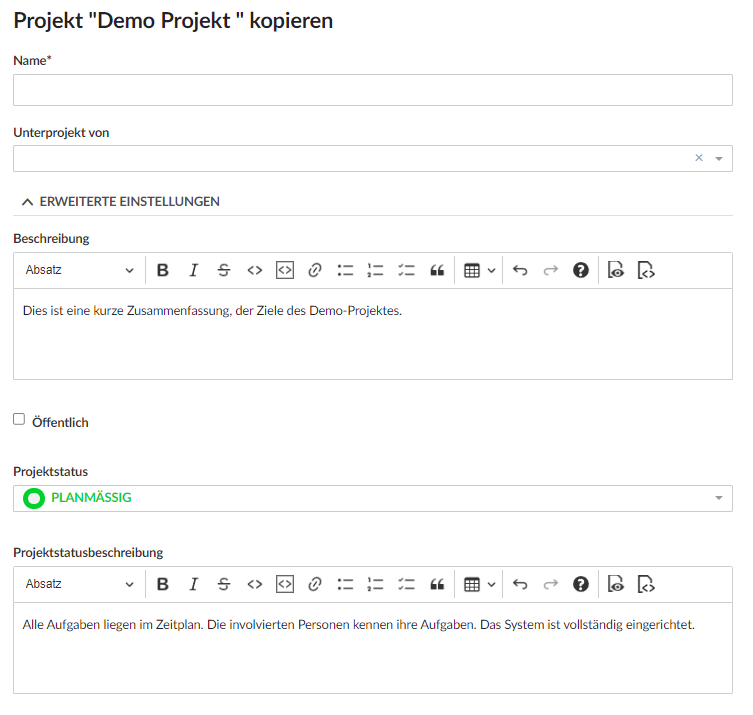 Projekt "Demo Projekt " kopieren
Name*
Unterprojekt von
ERWEITERTE EINSTELLUNGEN
Beschreibung
Absatz
Dies ist eine kurze Zusammenfassung, der Ziele des Demo-Projektes.
Öffentlich
Projektstatus
PLANMÄSSIG
Projektstatusbeschreibung
Absatz
Alle Aufgaben liegen im Zeitplan. Die involvierten Personen kennen ihre Aufgaben. Das System ist vollständig eingerichtet.